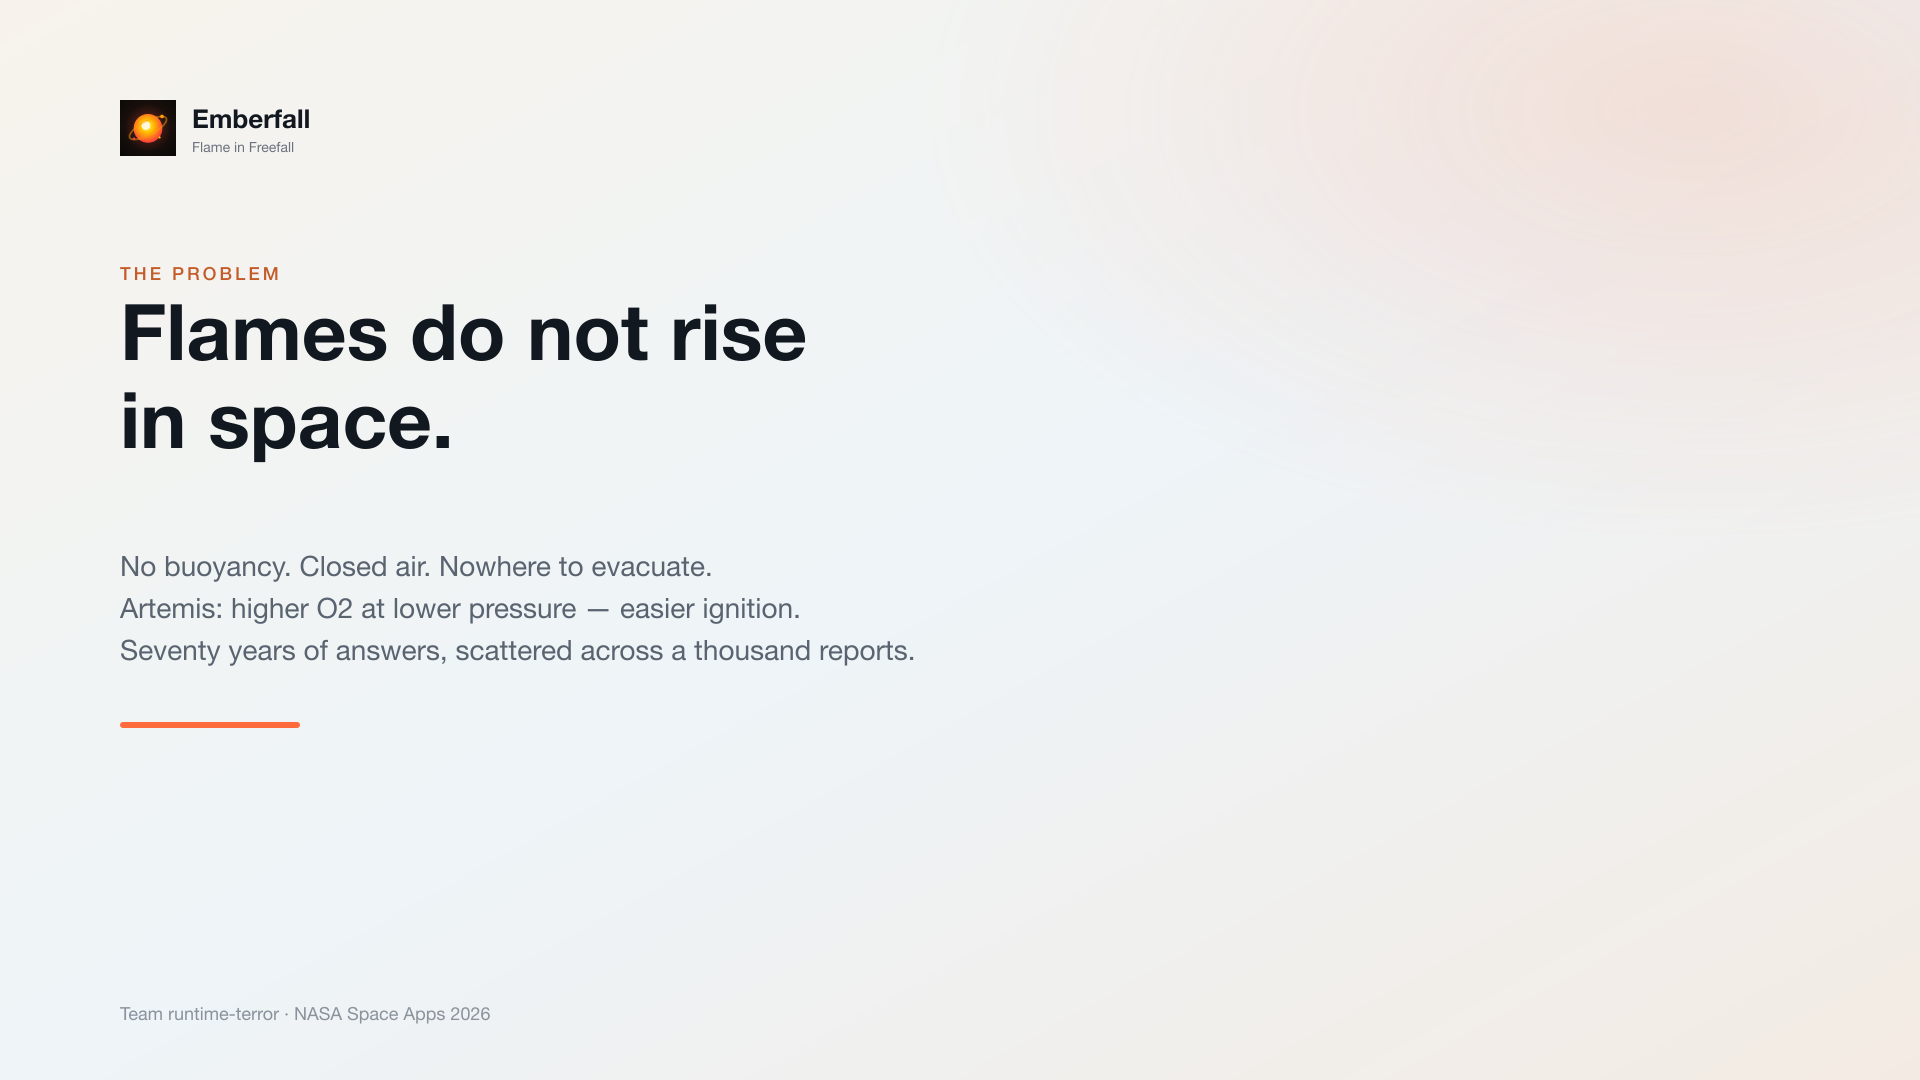 Emberfall
Flame in Freefall
THE PROBLEM
Flames do not rise
in space.
No buoyancy. Closed air. Nowhere to evacuate.
Artemis: higher O2 at lower pressure — easier ignition.
Seventy years of answers, scattered across a thousand reports.
Team runtime-terror · NASA Space Apps 2026